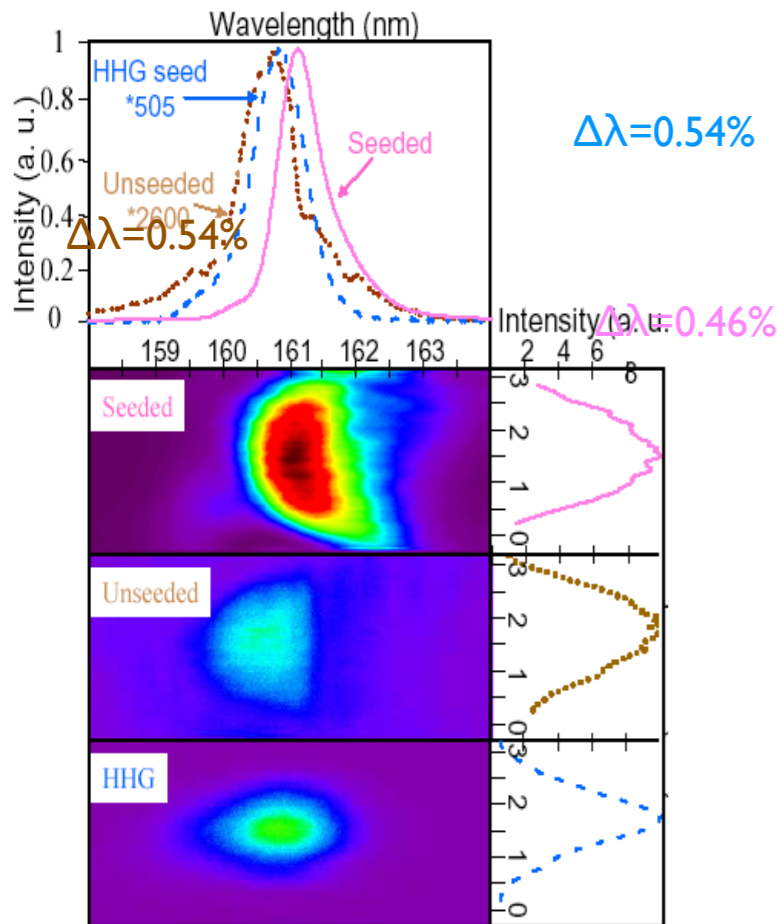 Wavelength (nm)
Intensity (a. u.)
1
0.8
0.6
0.4
0.2
0
HHG seed
*505
Seeded
Unseeded
*2600
Δλ=0.54%
Δλ=0.54%
Δλ=0.46%
159 160 161 162 163
Intensity (a. u.
2 4 6 8
Seeded
3
2
1
0
Unseeded
3
2
1
0
HHG
3
2
1
0